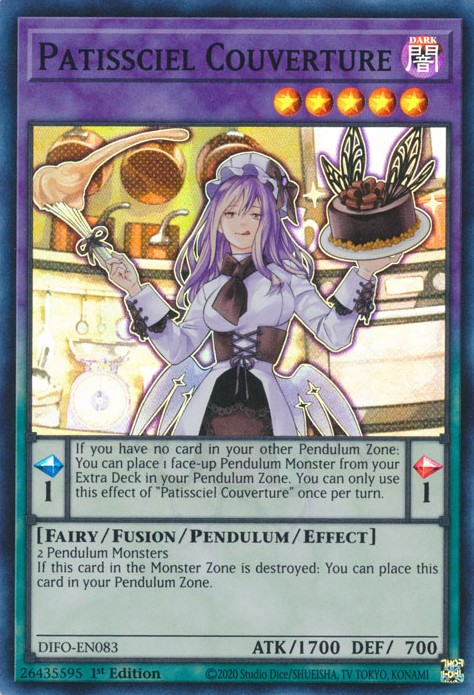 PATISSCIEL COUVERTURE
DARK
闇
If you have no card in your other Pendulum Zone:
You can place 1 face-up Pendulum Monster from your
Extra Deck in your Pendulum Zone. You can only use
this effect of "Patissciel Couverture" once per turn.
1
1
[FAIRY/FUSION/PENDULUM/EFFECT]
2 Pendulum Monsters
If this card in the Monster Zone is destroyed: You can place this
card in your Pendulum Zone.
DIFO-EN083
ATK/1700 DEF/ 700
26435595 1st Edition
©2020 Studio Dice/SHUEISHA, TV TOKYO, KONAMI